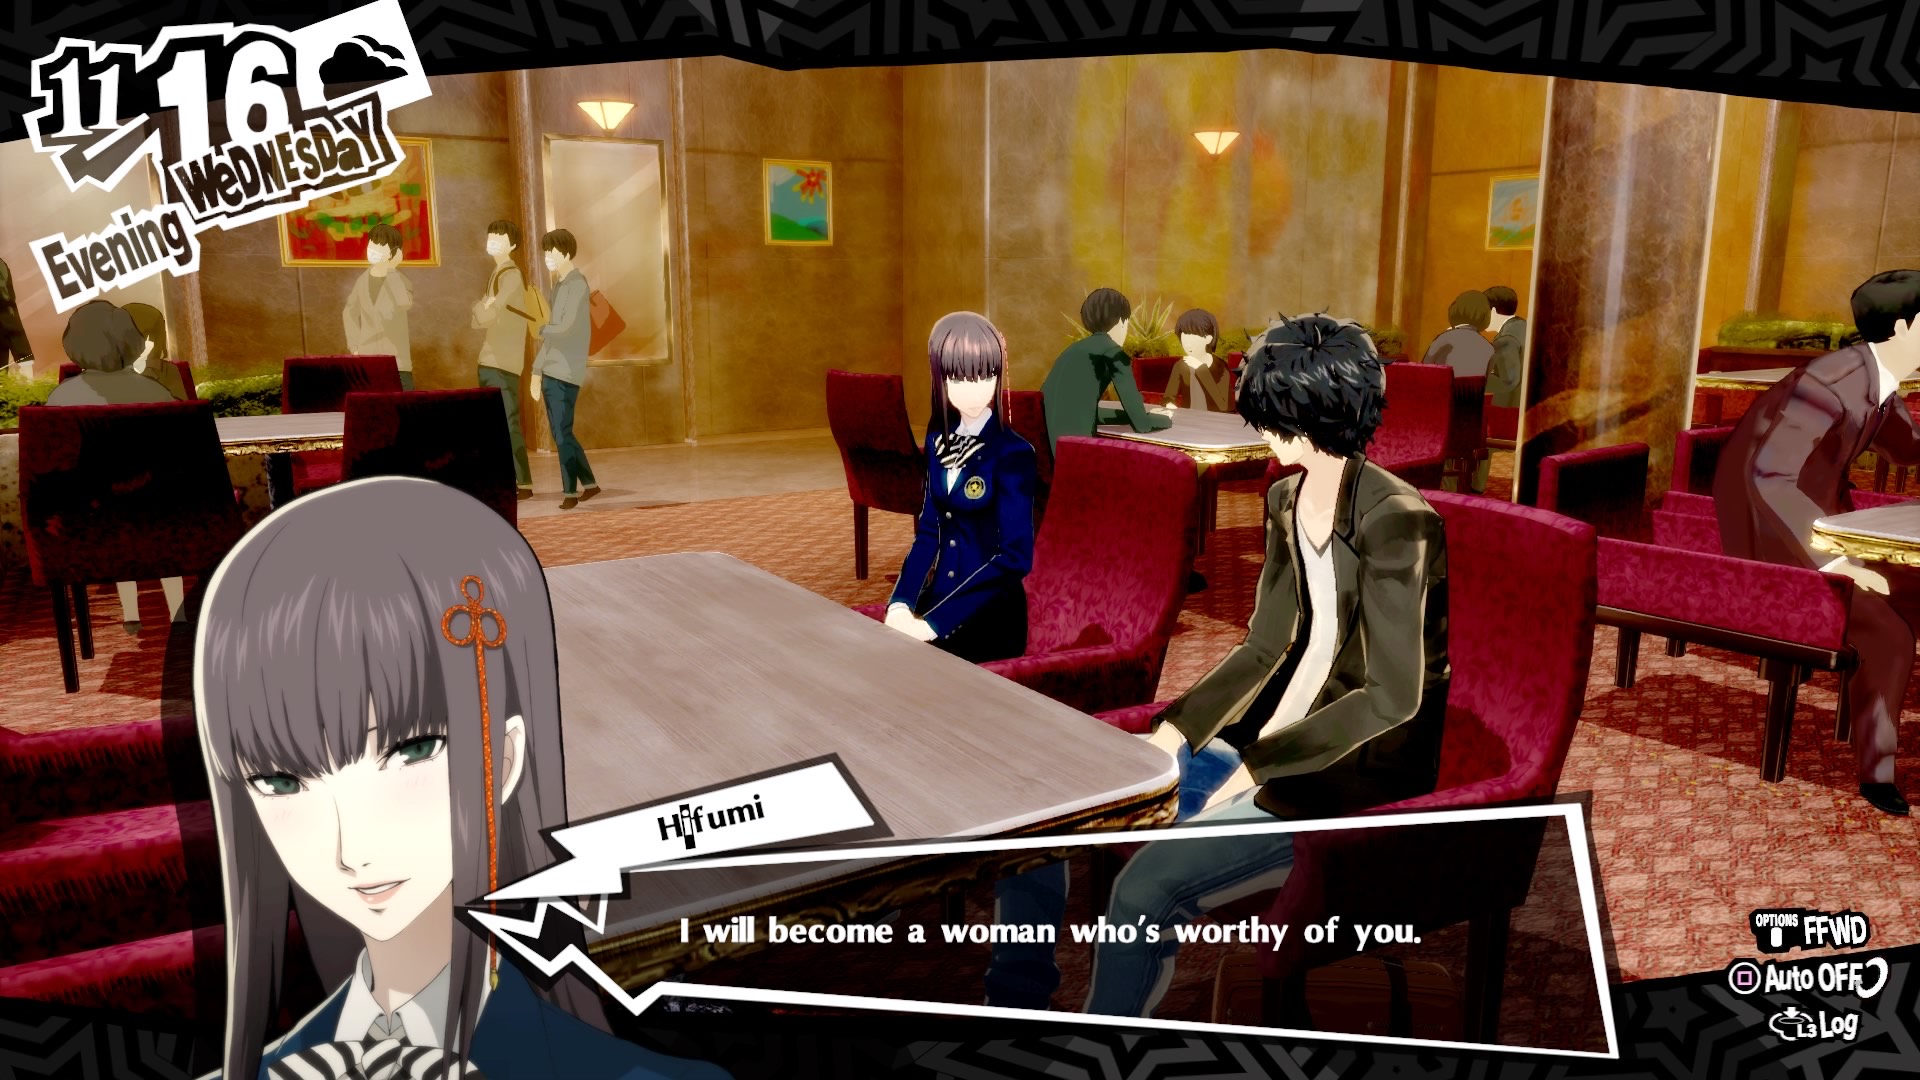 11/16
WeDNESDaY
Evening
Hifumi
I will become a woman who's worthy of you.
OPTIONS FFWD
Auto OFF
L3 Log